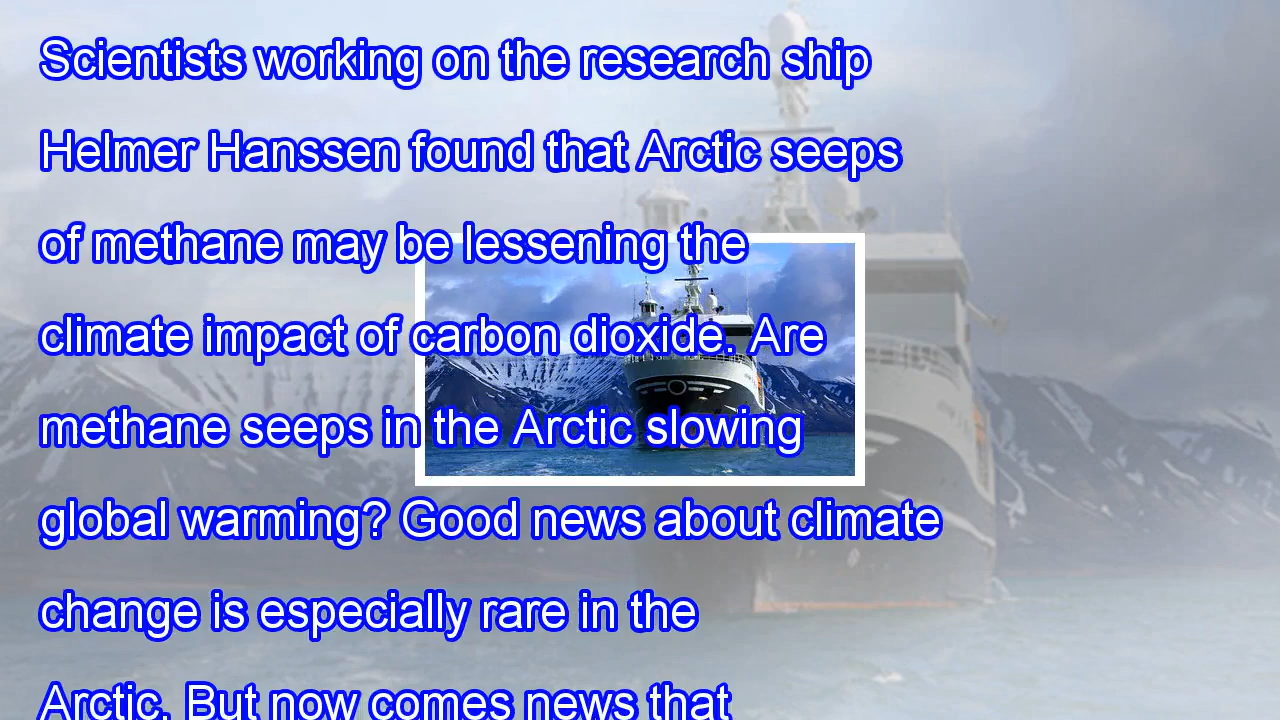 Scientists working on the research ship
Helmer Hanssen found that Arctic seeps
of methane may be lessening the
climate impact of carbon dioxide. Are
methane seeps in the Arctic slowing
global warming? Good news about climate
change is especially rare in the
Arctic. But now comes news that